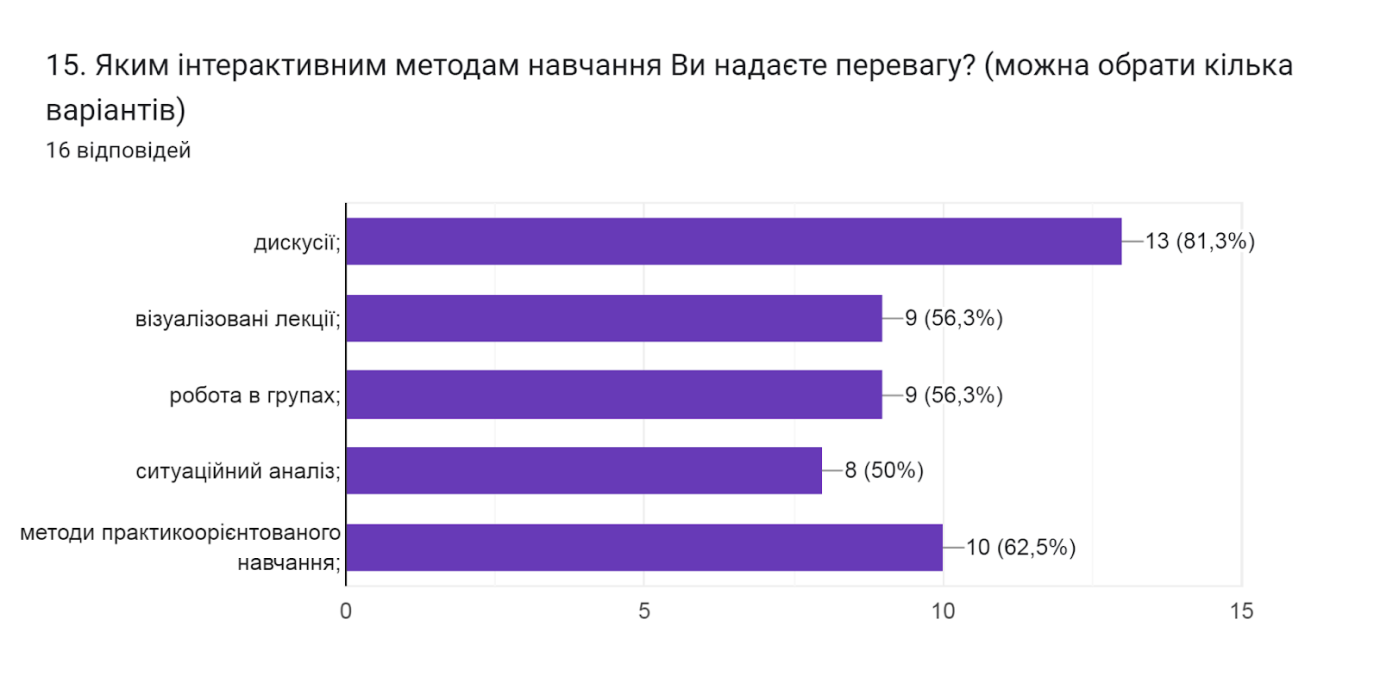 15. Яким інтерактивним методам навчання Ви надаєте перевагу? (можна обрати кілька
варіантів)
16 відповідей
дискусії;
13 (81,3%)
візуалізовані лекції;
9 (56,3%)
робота в групах;
9 (56,3%)
ситуаційний аналіз;
8 (50%)
методи практикоорієнтованого
навчання;
10 (62,5%)
0
5
10
15